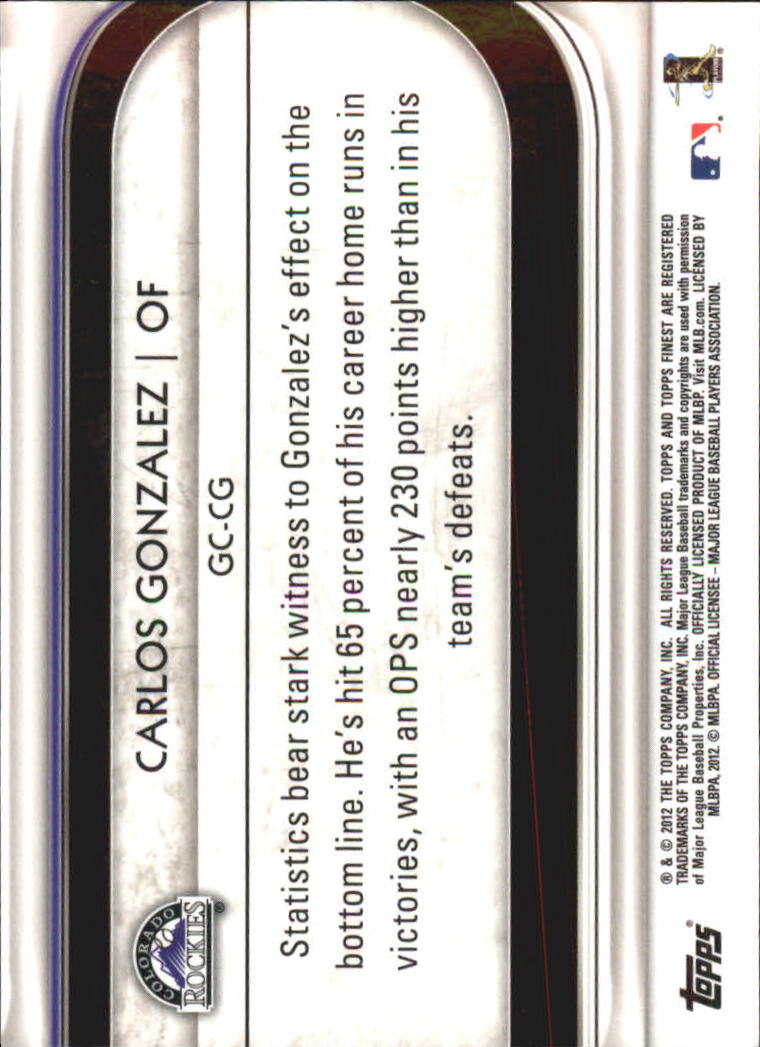 COLORADO
ROCKIES
CARLOS GONZALEZ | OF
GC-CG
Statistics bear stark witness to Gonzalez's effect on the
bottom line. He's hit 65 percent of his career home runs in
victories, with an OPS nearly 230 points higher than in his
team's defeats.
topps®
® & © 2012 THE TOPPS COMPANY, INC. ALL RIGHTS RESERVED. TOPPS AND TOPPS FINEST ARE REGISTERED
TRADEMARKS OF THE TOPPS COMPANY, INC. Major League Baseball trademarks and copyrights are used with permission
of Major League Baseball Properties, Inc. OFFICIALLY LICENSED PRODUCT OF MLBP. Visit MLB.com. LICENSED BY
MLBPA, 2012. © MLBPA. OFFICIAL LICENSEE – MAJOR LEAGUE BASEBALL PLAYERS ASSOCIATION.